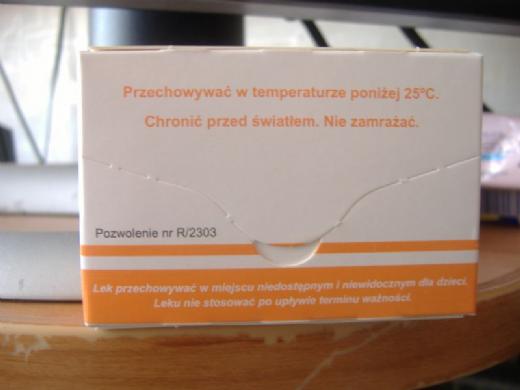 Przechowywać w temperaturze poniżej 25°C.
Chronić przed światłem. Nie zamrażać.
Pozwolenie nr R/2303
Lek przechowywać w miejscu niedostępnym i niewidocznym dla dzieci.
Leku nie stosować po upływie terminu ważności.